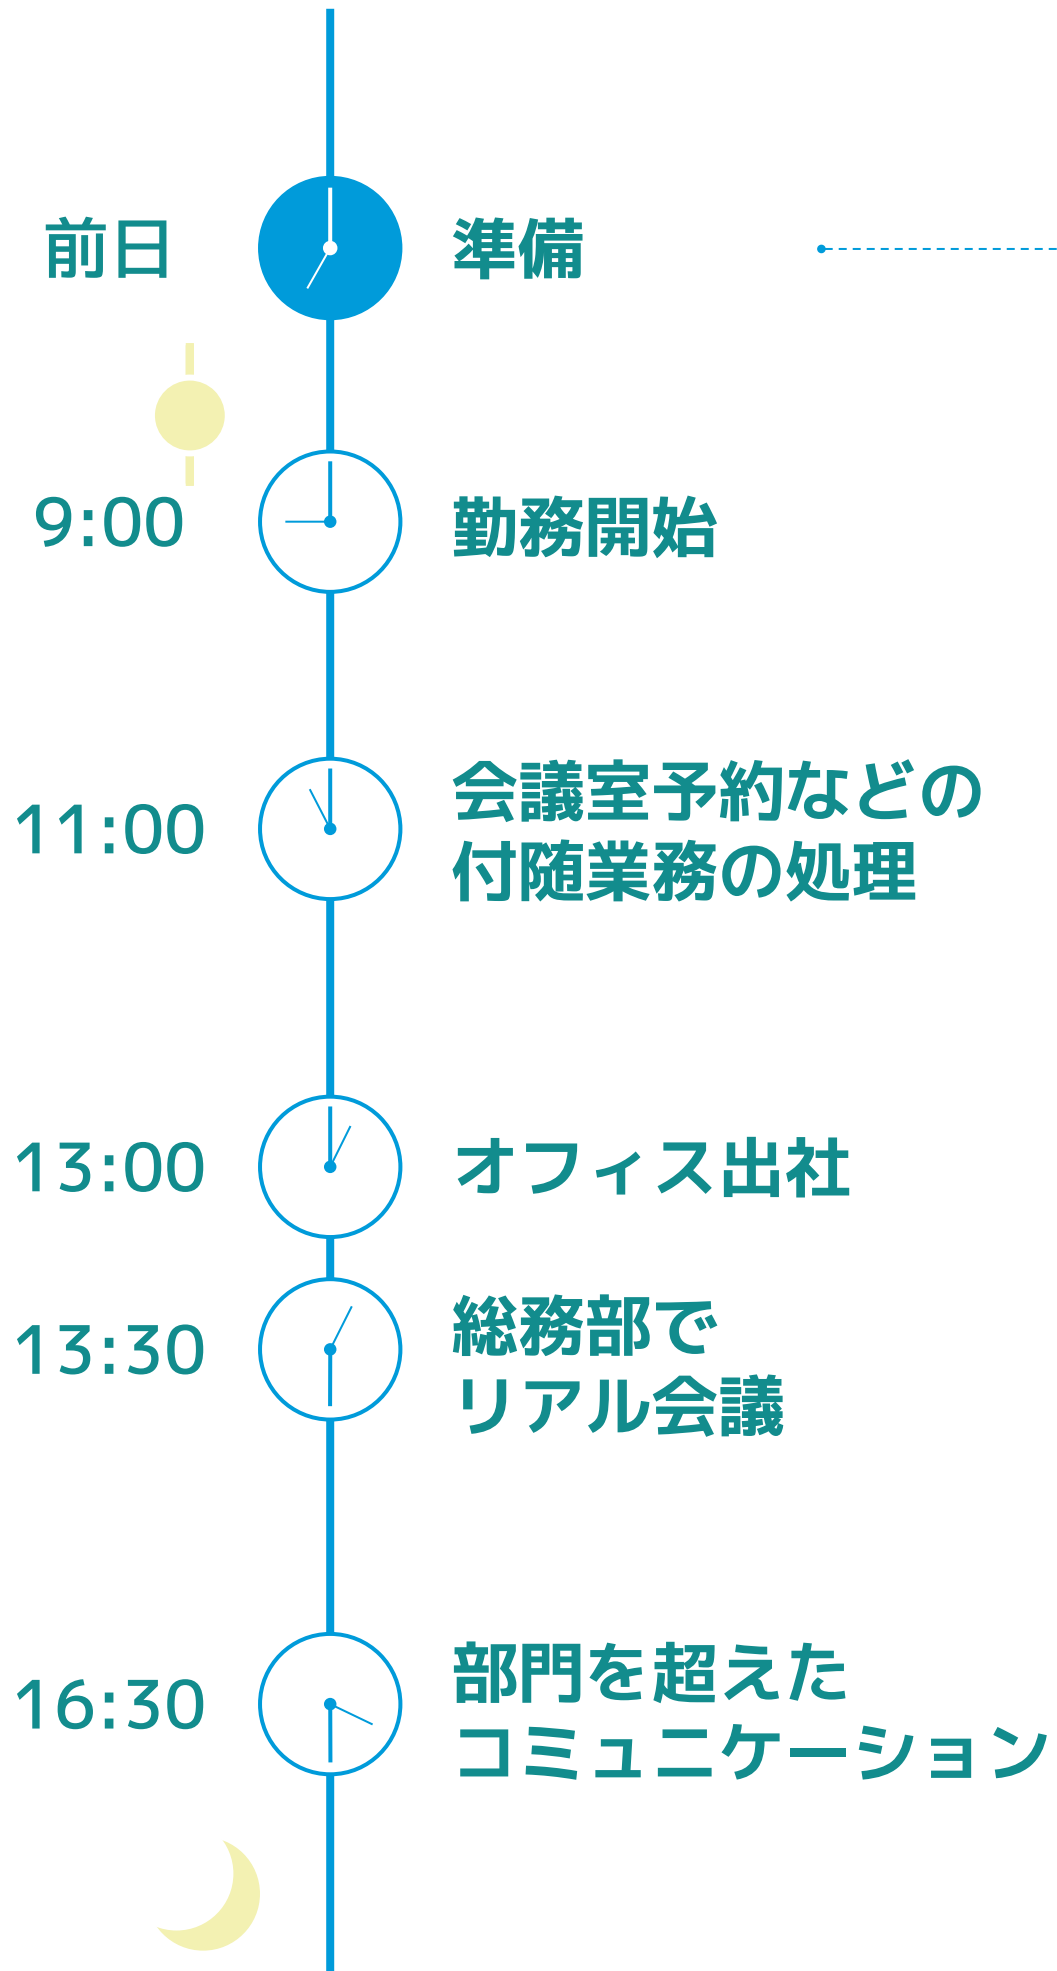 前日
準備
9:00
勤務開始
11:00
会議室予約などの
付随業務の処理
13:00
オフィス出社
13:30
総務部で
リアル会議
16:30
部門を超えた
コミュニケーション